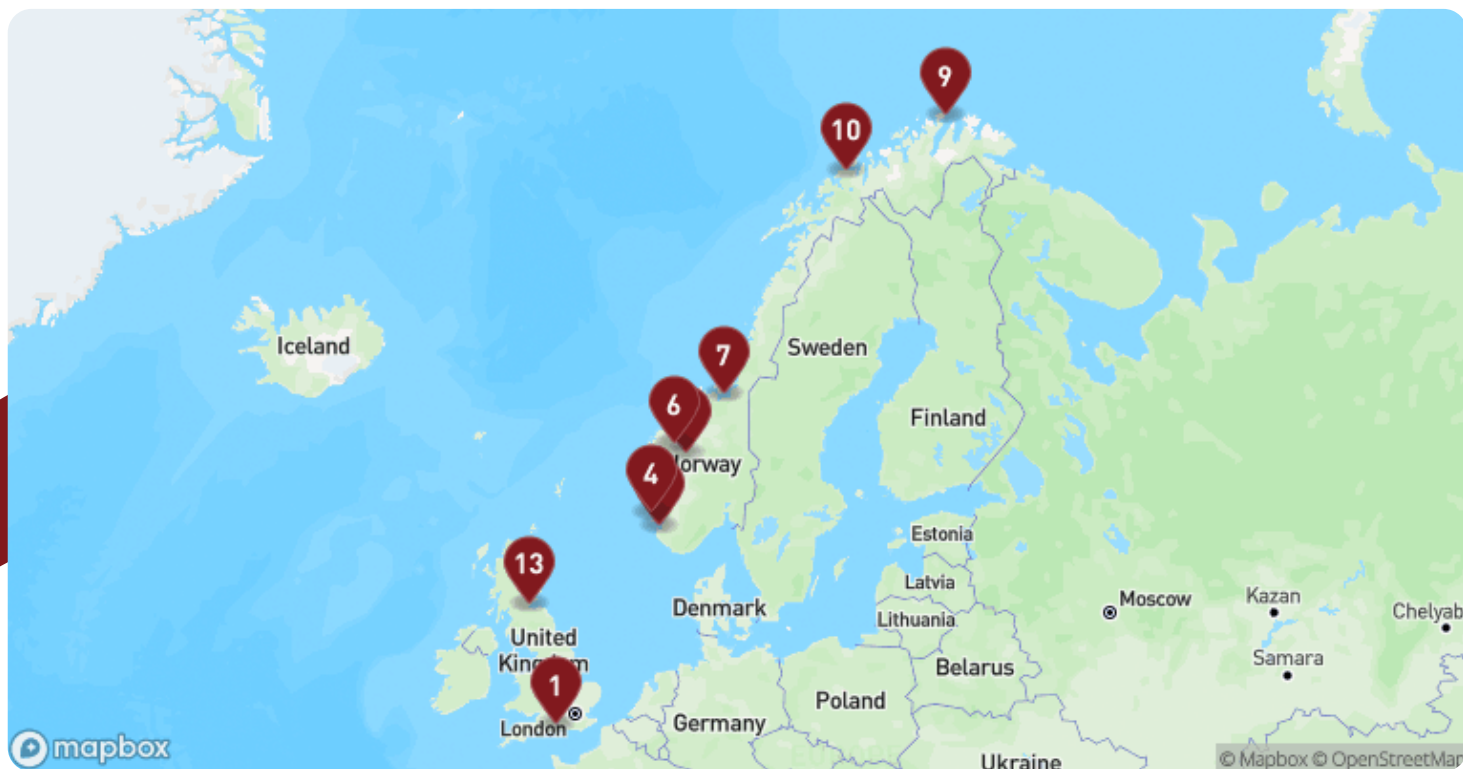 9
10
Iceland
Sweden
7
6
Finland
Norway
4
Estonia
13
Latvia
Moscow
Kazan
Denmark
Lithuania
Chelyab
United
Kingdom
Belarus
Samara
1
Poland
London
Germany
mapbox
Ukraine
© Mapbox © OpenStreetMap